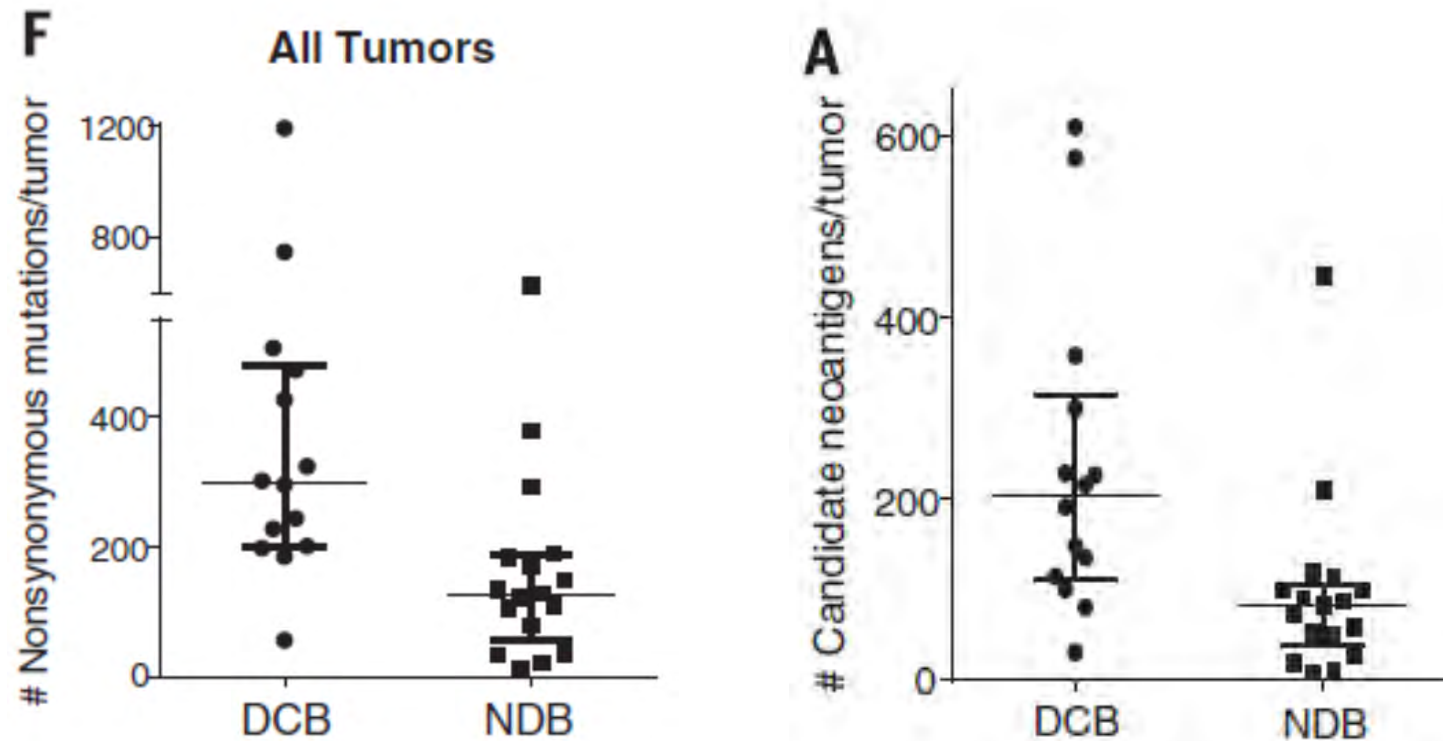 F
All Tumors
# Nonsynonymous mutations/tumor
1200
800
400
200
0
DCB
NDB
A
# Candidate neoantigens/tumor
600
400
200
0
DCB
NDB